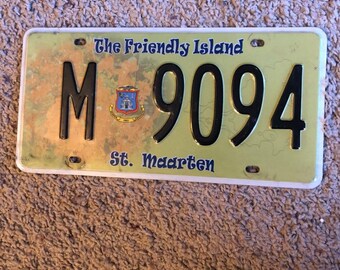 The Friendly Island
M 9094
St. Maarten